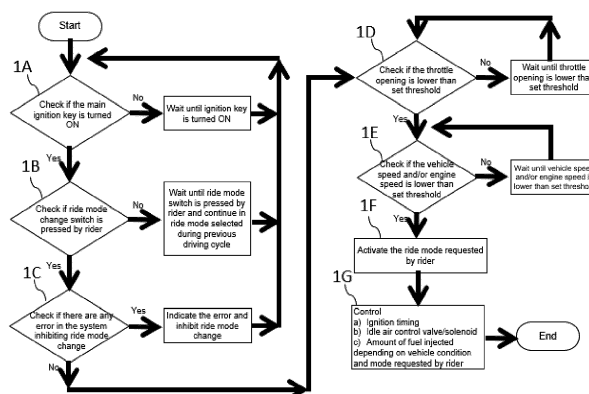 Start
1A
Check if the main
ignition key is turned
ON
No
Wait until ignition key
is turned ON
Yes
1B
Check if ride mode
change switch is
pressed by rider
No
Wait until ride mode
switch is pressed by
rider and continue in
ride mode selected
during previous
driving cycle
Yes
1C
Check if there are any
error in the system
inhibiting ride mode
change
Yes
Indicate the error and
inhibit ride mode
change
No
1D
Check if the throttle
opening is lower than
set threshold
No
Wait until throttle
opening is lower than
set threshold
Yes
1E
Check if the vehicle
speed and/or engine
speed is lower than
set threshold
No
Wait until vehicle speed
and/or engine speed is
lower than set threshold
Yes
1F
Activate the ride mode requested
by rider
1G
Control
a) Ignition timing
b) Idle air control valve/solenoid
c) Amount of fuel injected
depending on vehicle condition
and mode requested by rider
End